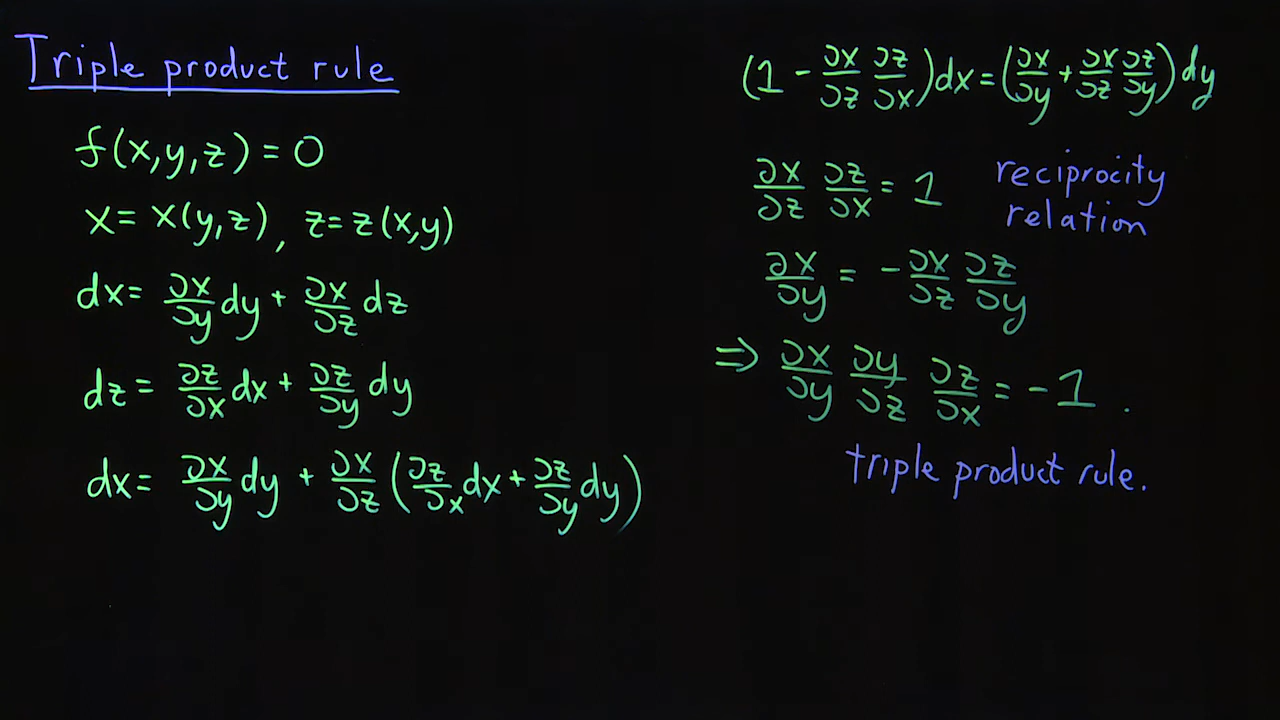 Triple product rule
f(x,y,z) = 0
x = x(y,z), z = z(x,y)
dx = ∂x/∂y dy + ∂x/∂z dz
dz = ∂z/∂x dx + ∂z/∂y dy
dx = ∂x/∂y dy + ∂x/∂z (∂z/∂x dx + ∂z/∂y dy)
(1 - ∂x/∂z ∂z/∂x) dx = (∂x/∂y + ∂x/∂z ∂z/∂y) dy
∂x/∂z ∂z/∂x = 1 reciprocity
relation
∂x/∂y = - ∂x/∂z ∂z/∂y
⇒ ∂x/∂y ∂y/∂z ∂z/∂x = -1 .
triple product rule.